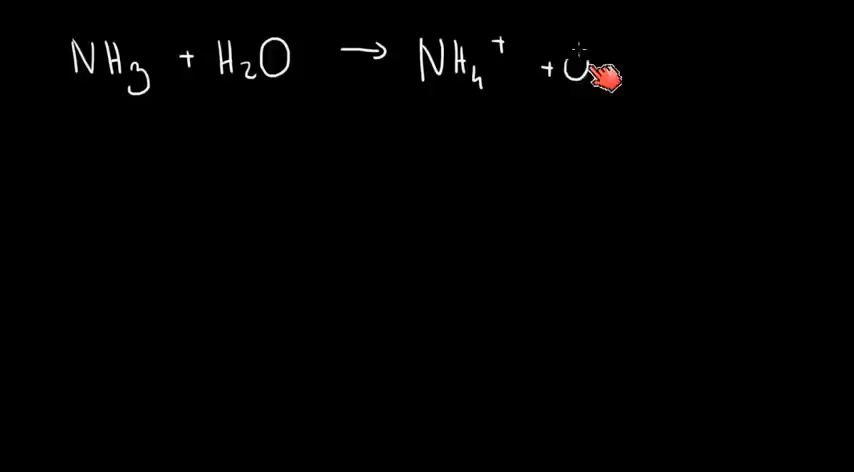 NH₃ + H₂O → NH₄⁺ +